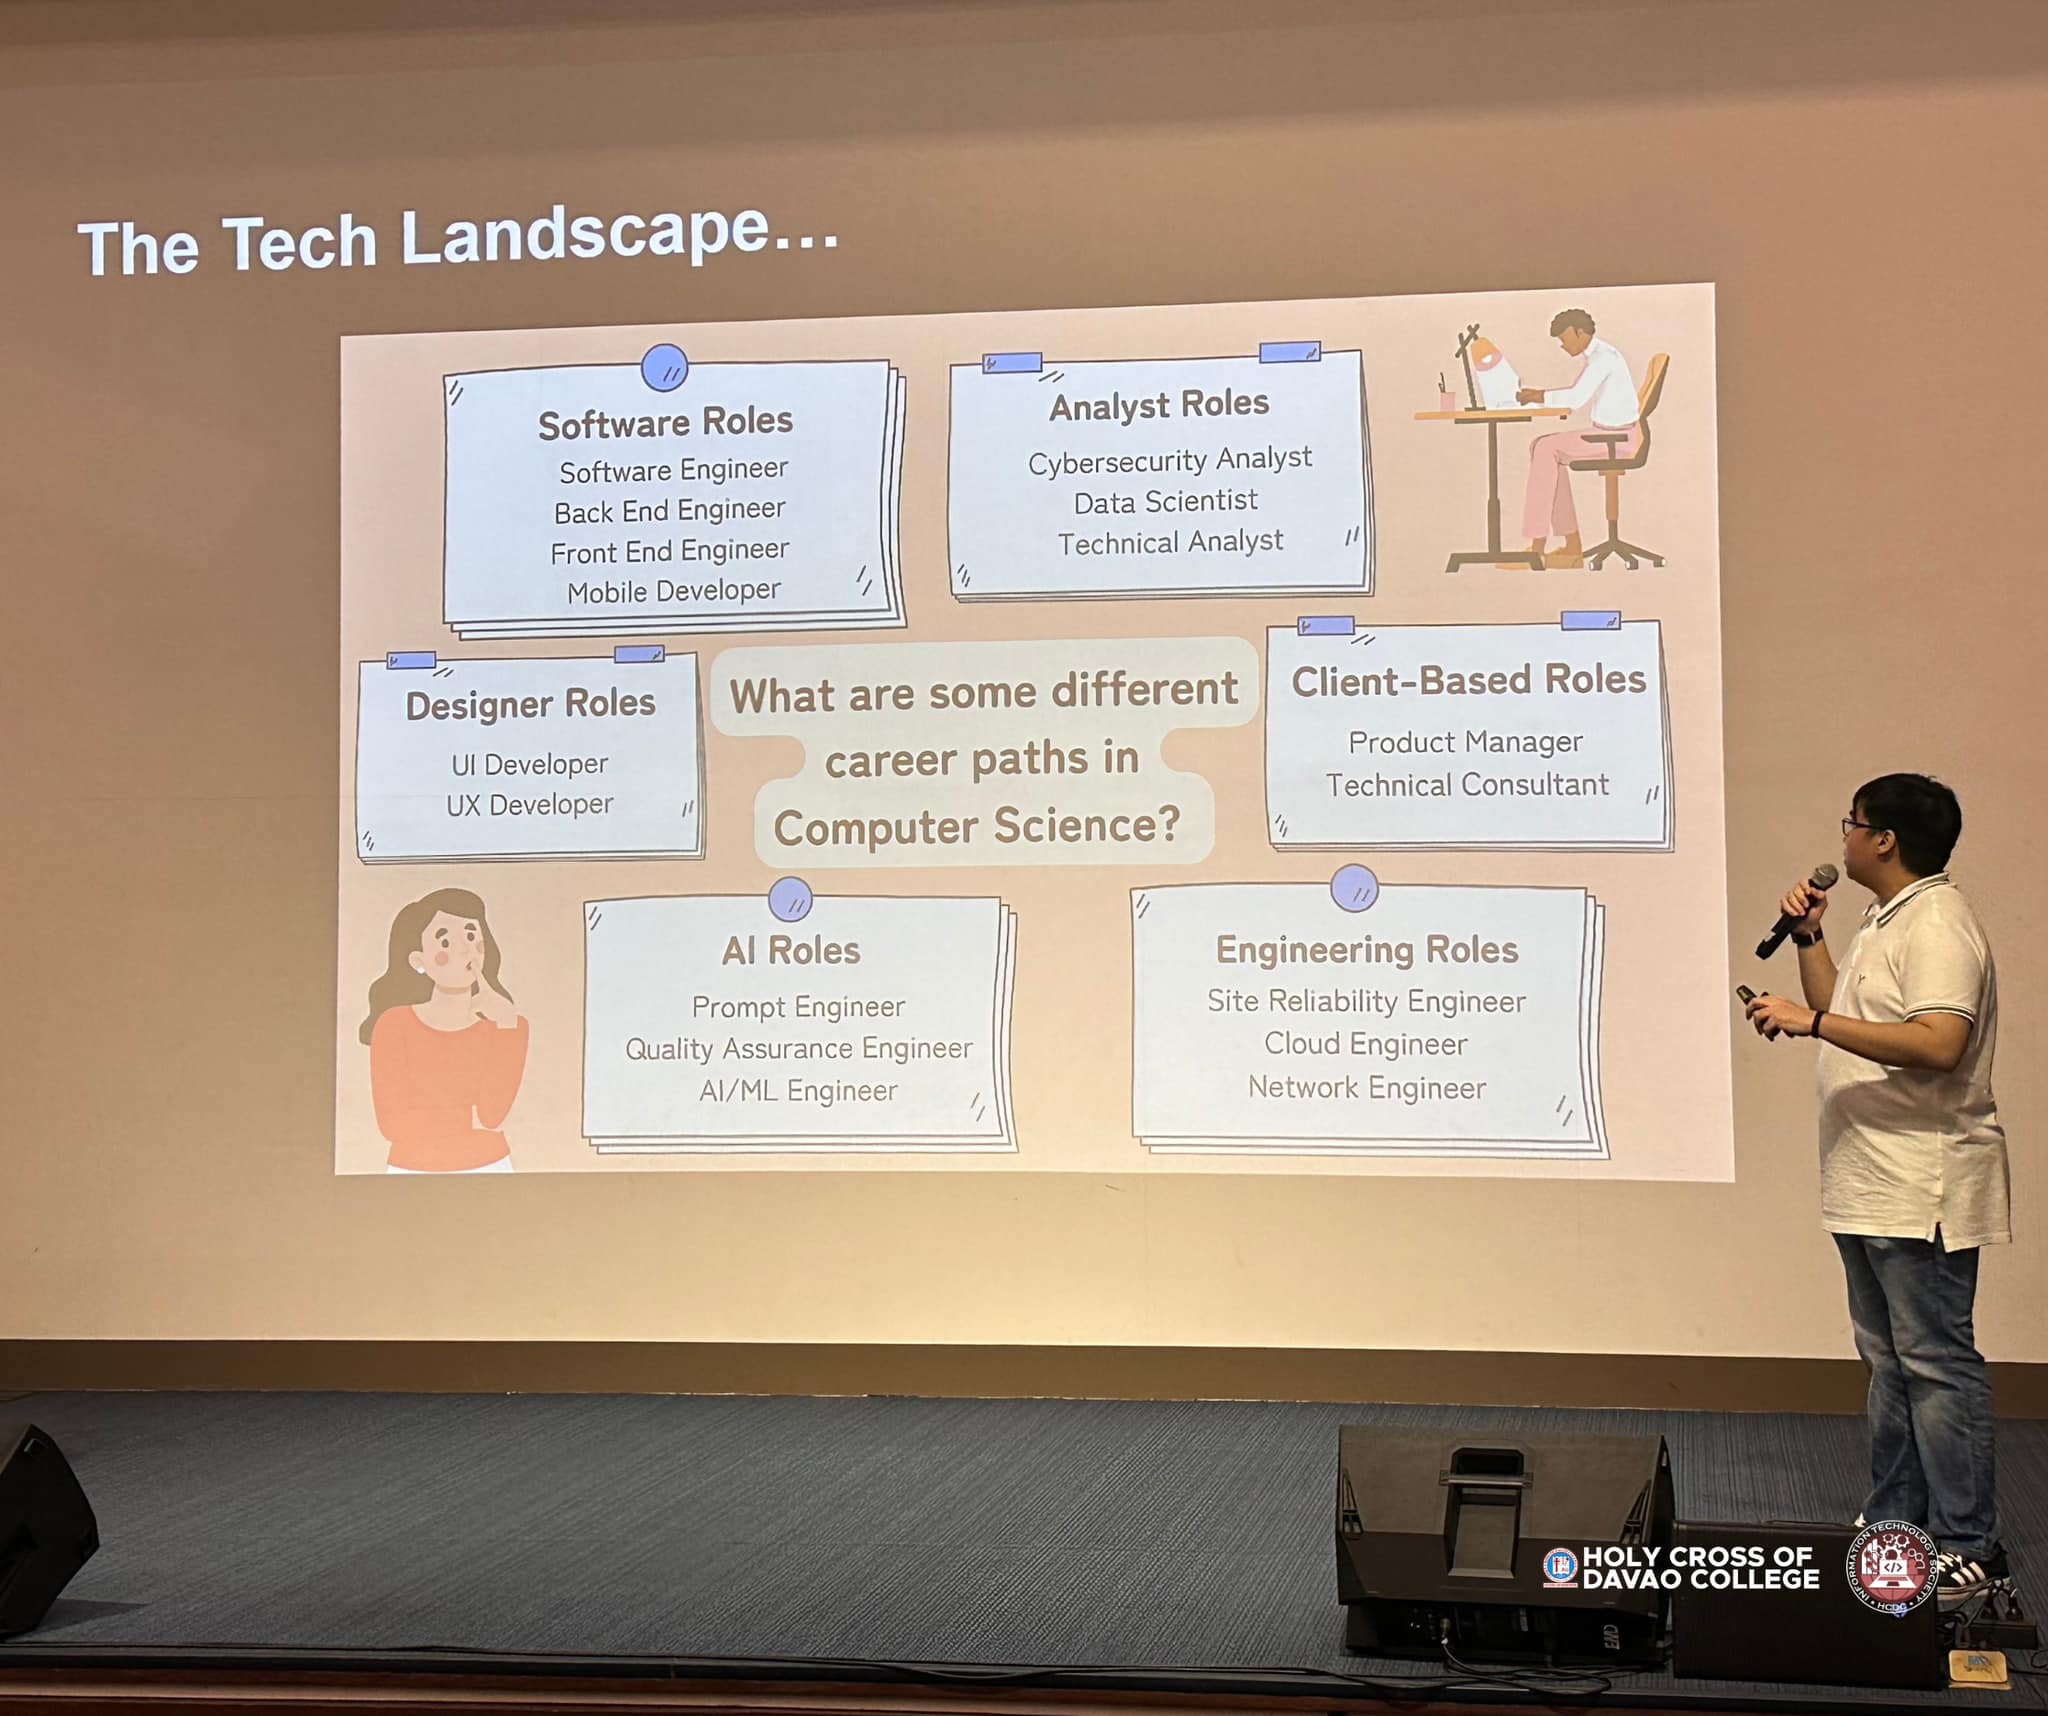 The Tech Landscape...
Software Roles
Software Engineer
Back End Engineer
Front End Engineer
Mobile Developer
Analyst Roles
Cybersecurity Analyst
Data Scientist
Technical Analyst
Designer Roles
UI Developer
UX Developer
What are some different
career paths in
Computer Science?
Client-Based Roles
Product Manager
Technical Consultant
AI Roles
Prompt Engineer
Quality Assurance Engineer
AI/ML Engineer
Engineering Roles
Site Reliability Engineer
Cloud Engineer
Network Engineer
HOLY CROSS OF
DAVAO COLLEGE
INFORMATION TECHNOLOGY SOCIETY
HCDC